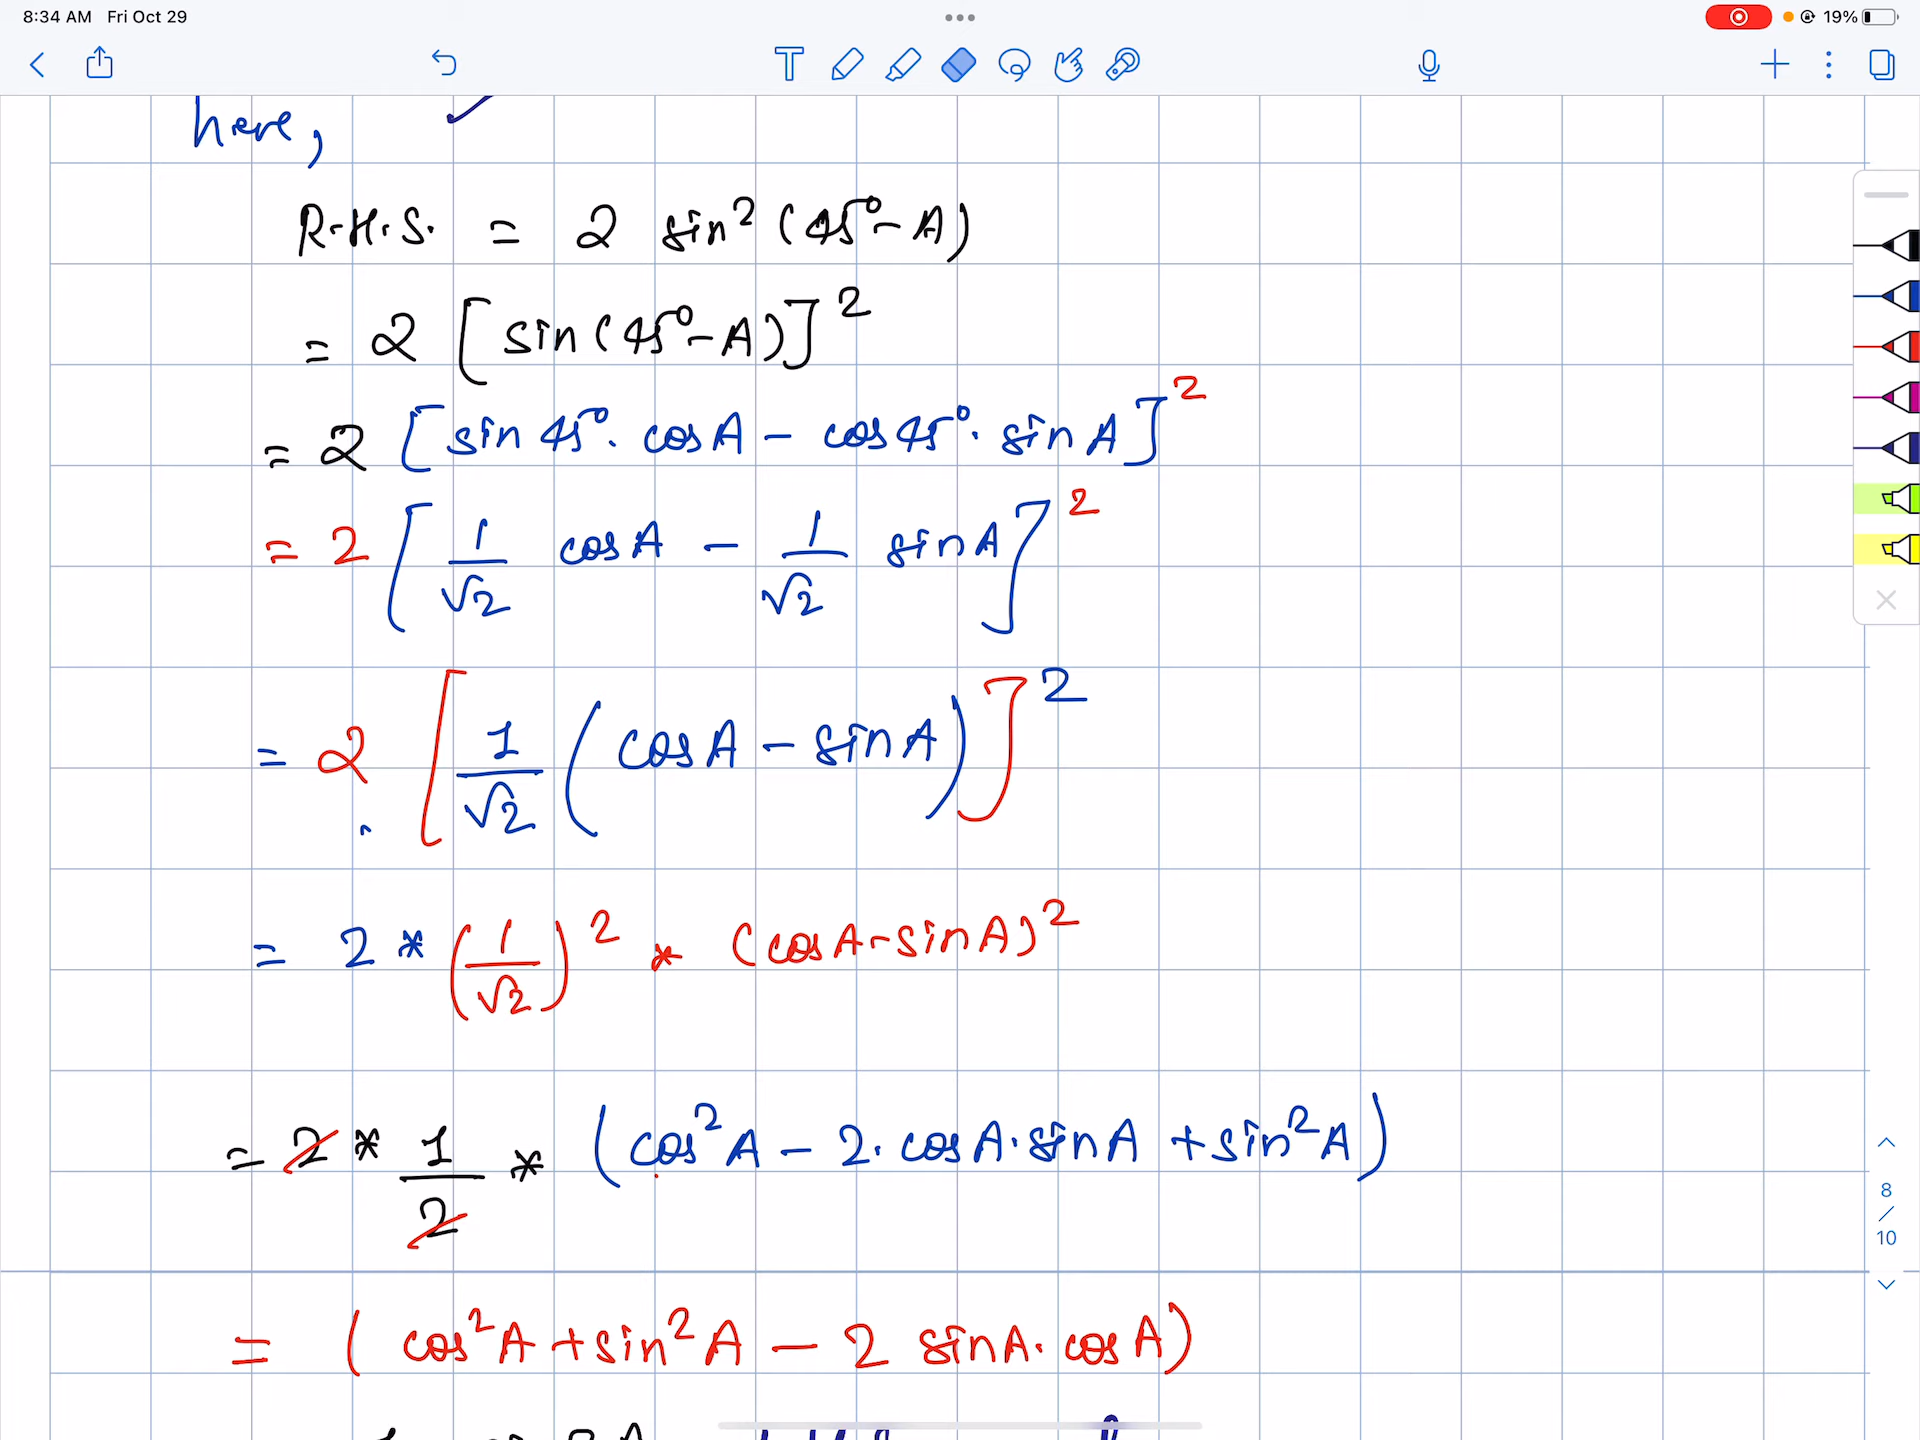 8:34 AM Fri Oct 29 19%
here,
R.H.S. = 2 sin² (45° - A)
= 2 [sin(45° - A)]²
= 2 [sin 45°. cos A - cos 45°. sin A]²
= 2 [1/√2 cos A - 1/√2 sin A]²
= 2 [1/√2 (cos A - sin A)]²
= 2 * (1/√2)² * (cos A - sin A)²
= 2 * 1/2 * (cos² A - 2. cos A. sin A + sin² A)
8
/
10
= (cos² A + sin² A - 2 sin A. cos A)